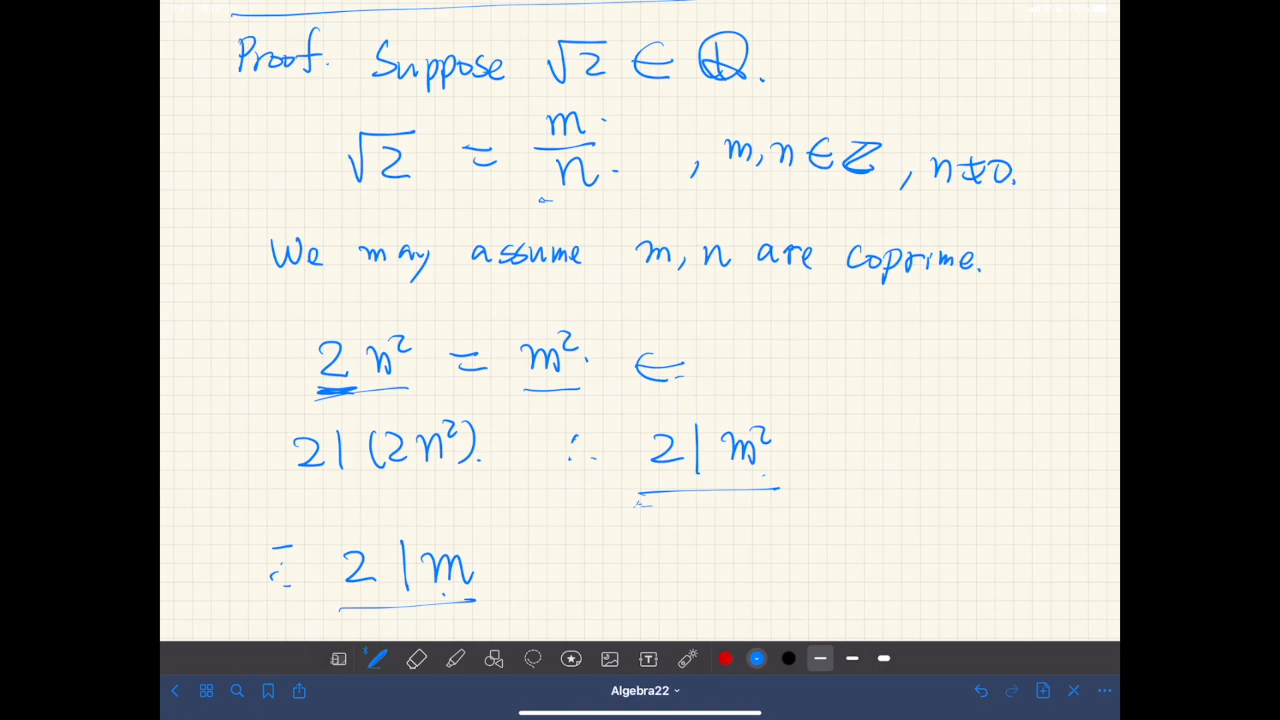 Proof. Suppose √2 ∈ ℚ.
√2 = m/n , m, n ∈ ℤ, n ≠ 0.
We may assume m, n are coprime.
2n² = m². ∈
2 | (2n²). ∴ 2 | m²
∴ 2 | m
Algebra22